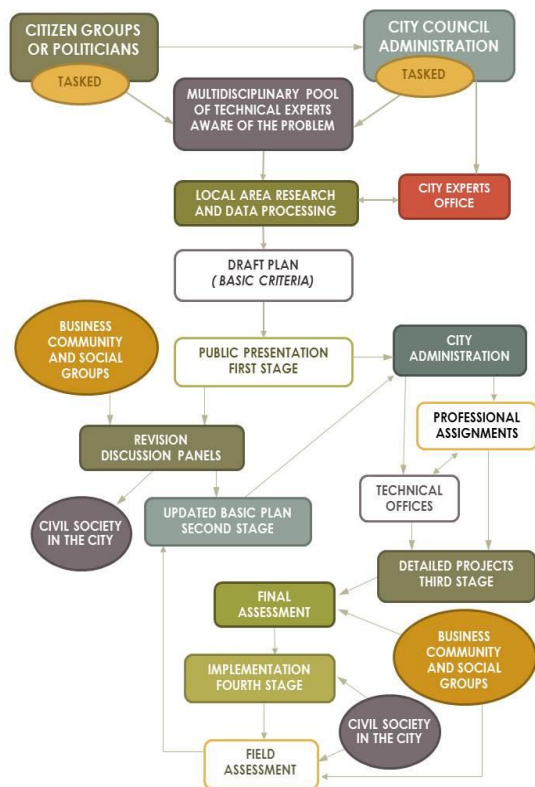 CITIZEN GROUPS
OR POLITICIANS
TASKED
CITY COUNCIL
ADMINISTRATION
TASKED
MULTIDISCIPLINARY POOL
OF TECHNICAL EXPERTS
AWARE OF THE PROBLEM
LOCAL AREA RESEARCH
AND DATA PROCESSING
CITY EXPERTS
OFFICE
DRAFT PLAN
( BASIC CRITERIA)
BUSINESS
COMMUNITY
AND SOCIAL
GROUPS
PUBLIC PRESENTATION
FIRST STAGE
CITY
ADMINISTRATION
PROFESSIONAL
ASSIGNMENTS
REVISION
DISCUSSION PANELS
TECHNICAL
OFFICES
CIVIL SOCIETY
IN THE CITY
UPDATED BASIC PLAN
SECOND STAGE
DETAILED PROJECTS
THIRD STAGE
FINAL
ASSESSMENT
BUSINESS
COMMUNITY
AND SOCIAL
GROUPS
IMPLEMENTATION
FOURTH STAGE
CIVIL SOCIETY
IN THE CITY
FIELD
ASSESSMENT